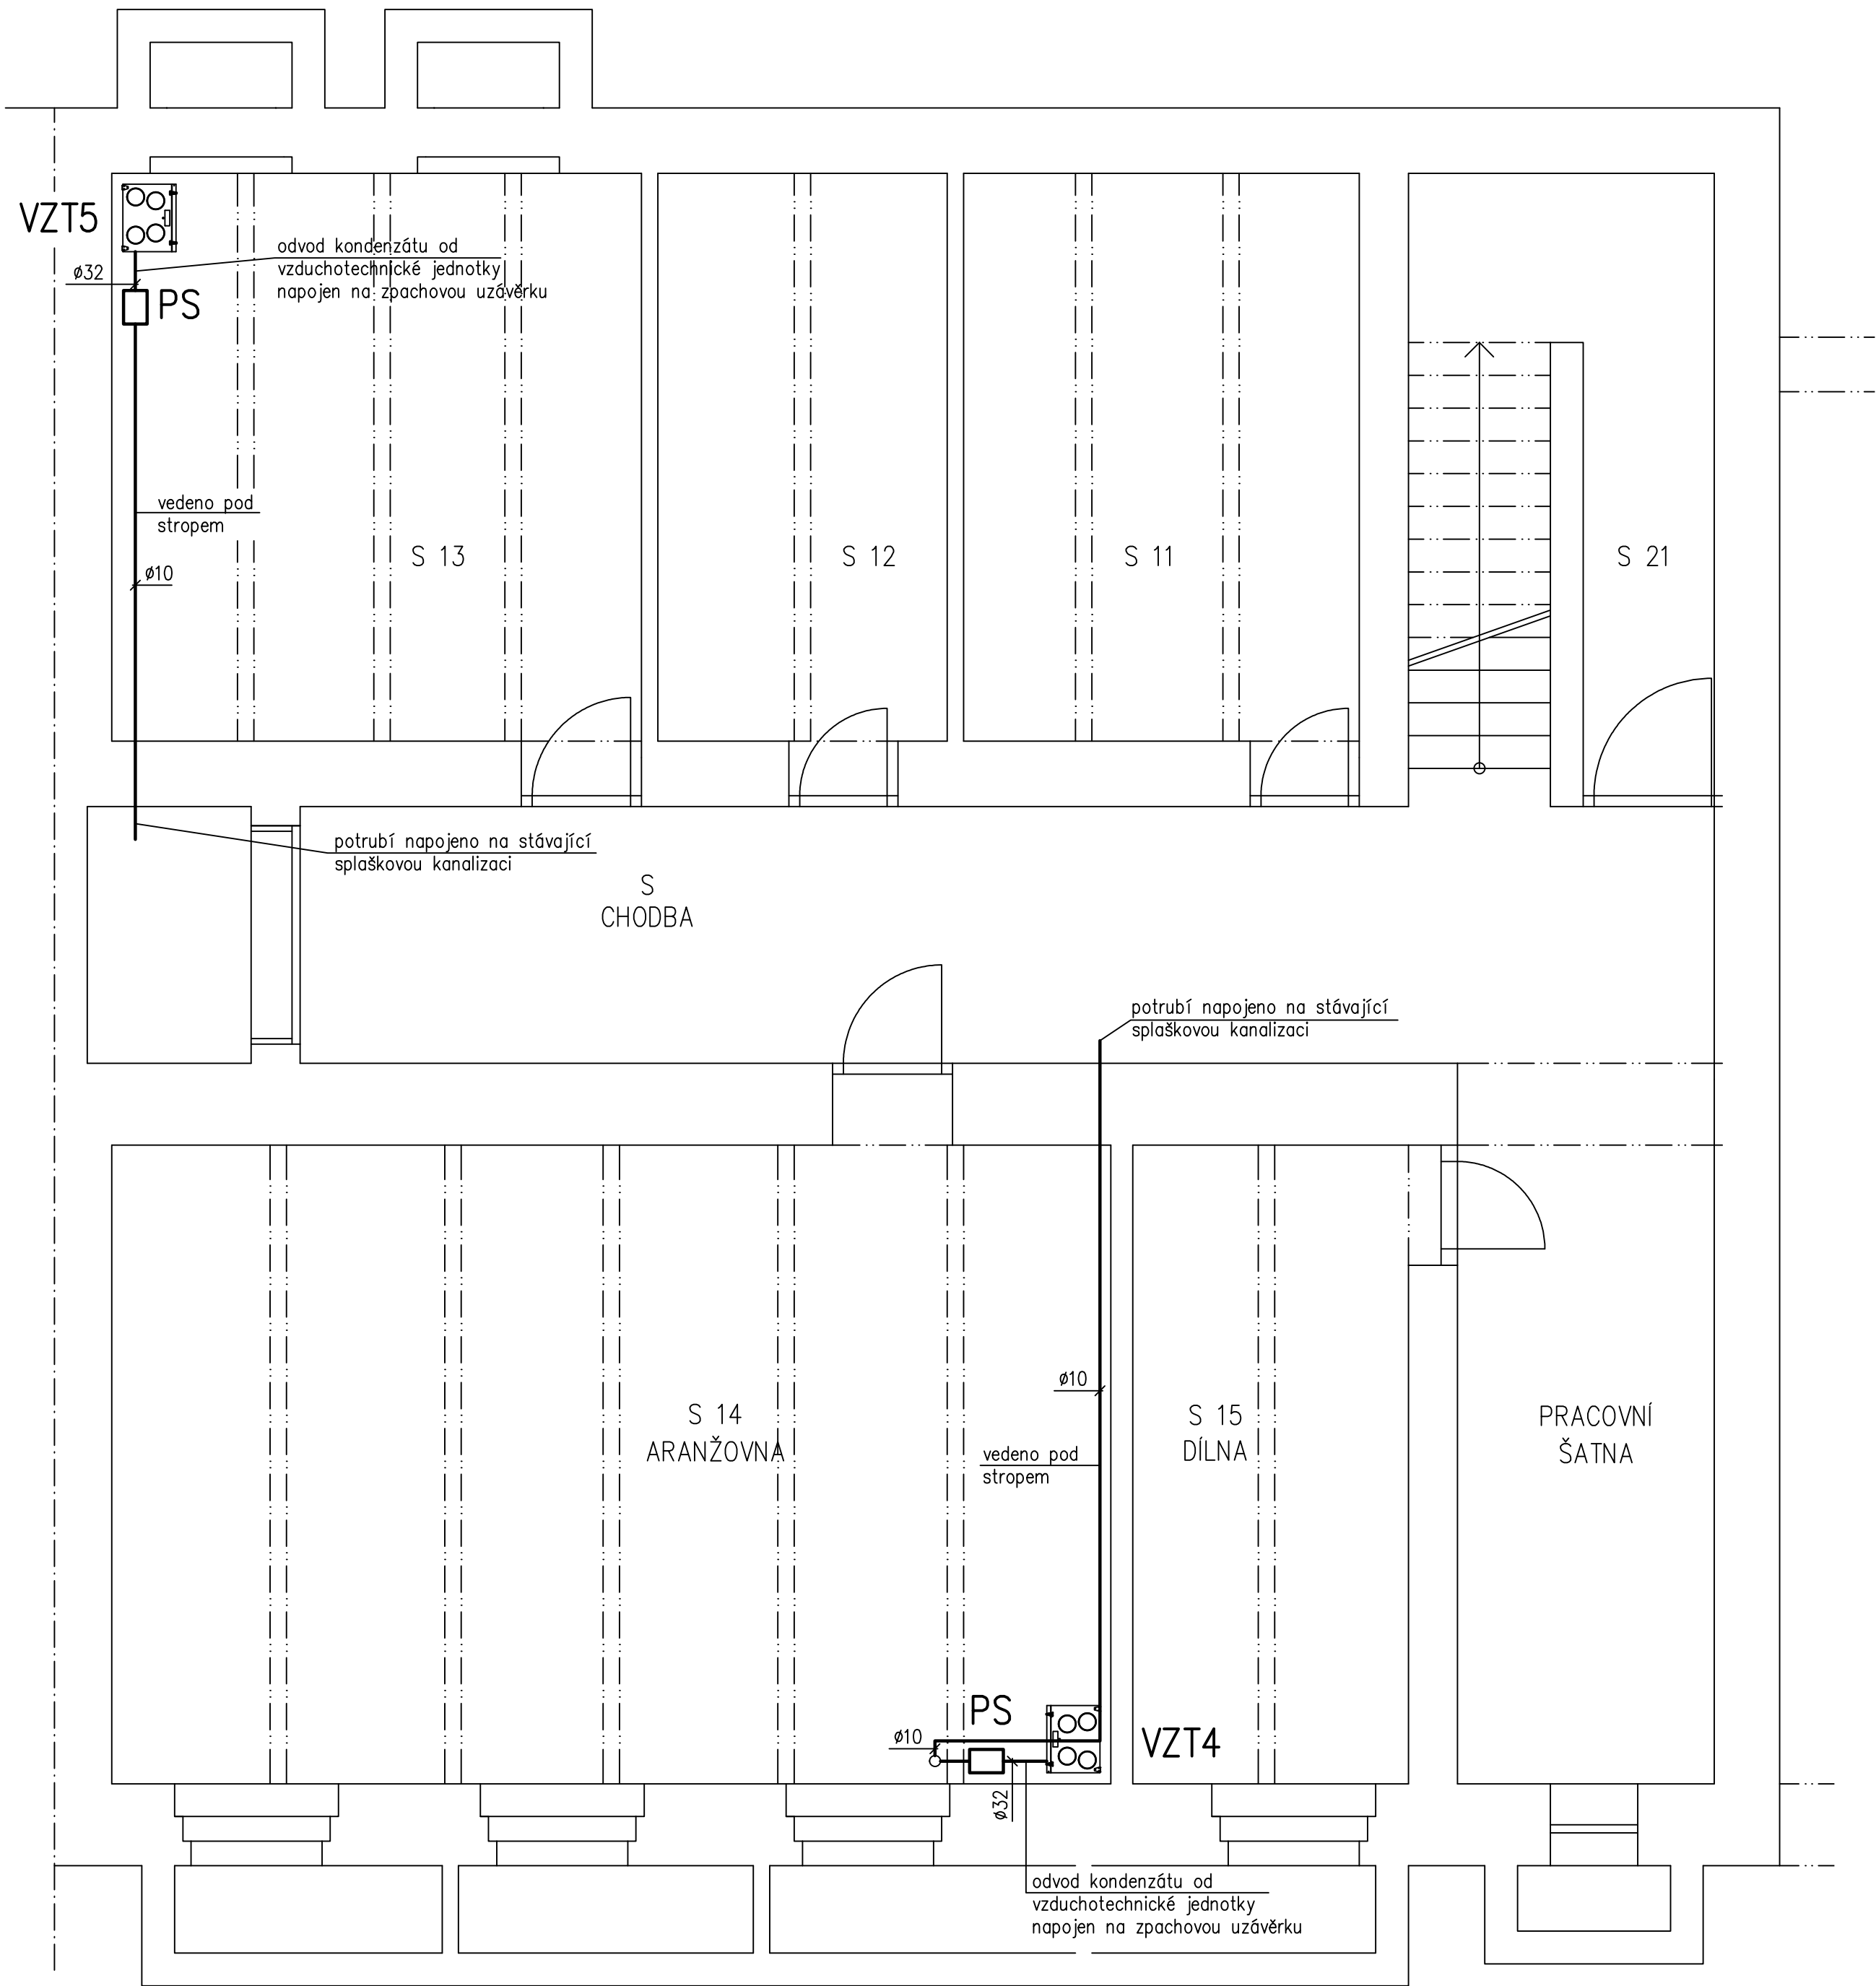 VZT5
odvod kondenzátu od
vzduchotechnické jednotky
napojen na zpachovou uzávěrku
ø32
PS
vedeno pod
stropem
ø10
S 13
S 12
S 11
S 21
potrubí napojeno na stávající
splaškovou kanalizaci
S
CHODBA
potrubí napojeno na stávající
splaškovou kanalizaci
ø10
S 14
ARANŽOVNA
vedeno pod
stropem
S 15
DÍLNA
PRACOVNÍ
ŠATNA
PS
ø10
VZT4
ø32
odvod kondenzátu od
vzduchotechnické jednotky
napojen na zpachovou uzávěrku